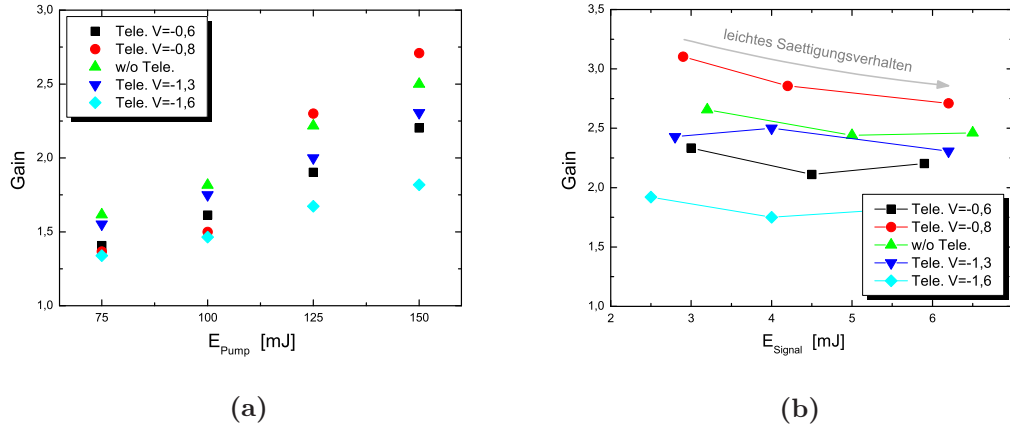 Tele. V=-0,6
Tele. V=-0,8
w/o Tele.
Tele. V=-1,3
Tele. V=-1,6
3,0
2,5
2,0
1,5
1,0
Gain
75 100 125 150
E_Pump [mJ]
(a)
leichtes Saettigungsverhalten
3,5
3,0
2,5
2,0
1,5
1,0
Gain
Tele. V=-0,6
Tele. V=-0,8
w/o Tele.
Tele. V=-1,3
Tele. V=-1,6
2 3 4 5 6
E_Signal [mJ]
(b)